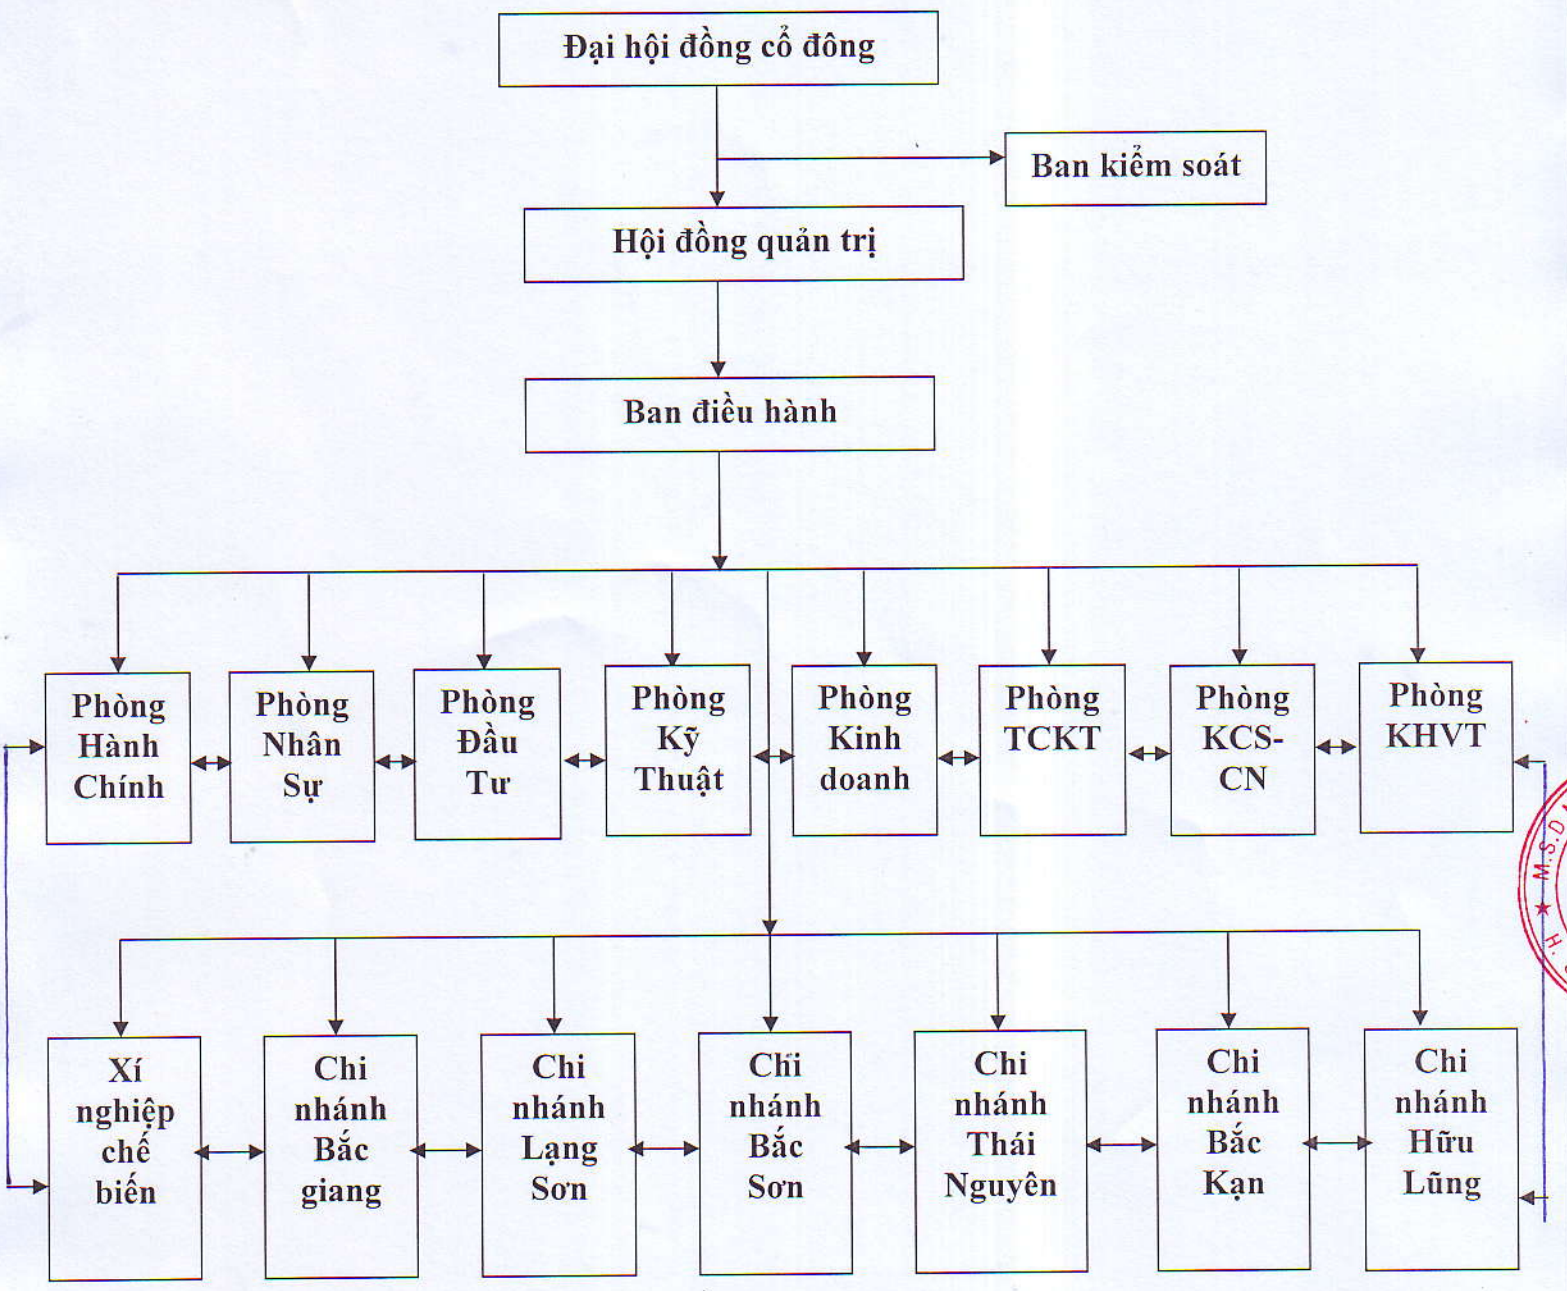 Đại hội đồng cổ đông
Ban kiểm soát
Hội đồng quản trị
Ban điều hành
Phòng
Hành
Chính
Phòng
Nhân
Sự
Phòng
Đầu
Tư
Phòng
Kỹ
Thuật
Phòng
Kinh
doanh
Phòng
TCKT
Phòng
KCS-
CN
Phòng
KHVT
Xí
nghiệp
chế
biến
Chi
nhánh
Bắc
giang
Chi
nhánh
Lạng
Sơn
Chi
nhánh
Bắc
Sơn
Chi
nhánh
Thái
Nguyên
Chi
nhánh
Bắc
Kạn
Chi
nhánh
Hữu
Lũng
M.S.D